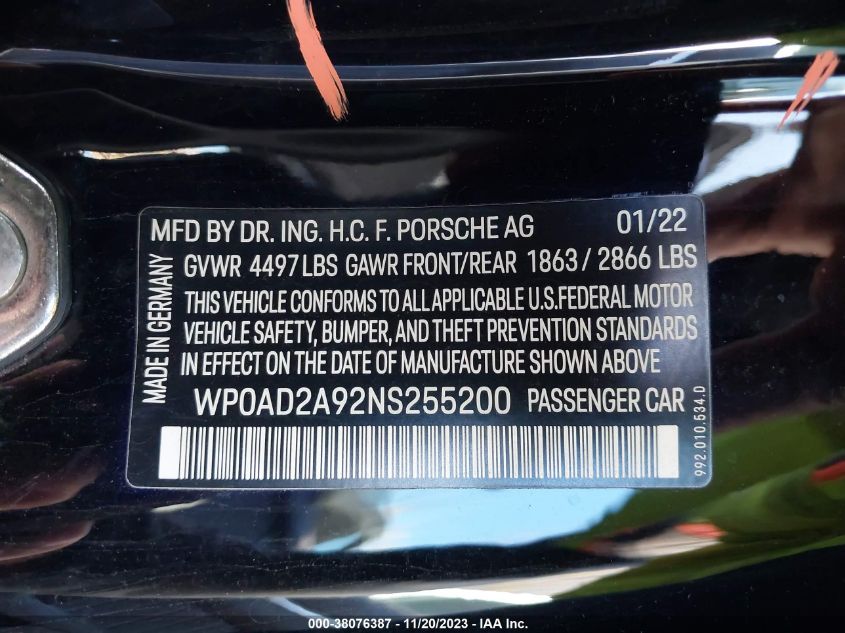 MFD BY DR. ING. H.C. F. PORSCHE AG 01/22
GVWR 4497 LBS GAWR FRONT/REAR 1863 / 2866 LBS
THIS VEHICLE CONFORMS TO ALL APPLICABLE U.S. FEDERAL MOTOR
VEHICLE SAFETY, BUMPER, AND THEFT PREVENTION STANDARDS
IN EFFECT ON THE DATE OF MANUFACTURE SHOWN ABOVE
MADE IN GERMANY
WP0AD2A92NS255200 PASSENGER CAR
992.010.534.D
000-38076387 - 11/20/2023 - IAA Inc.